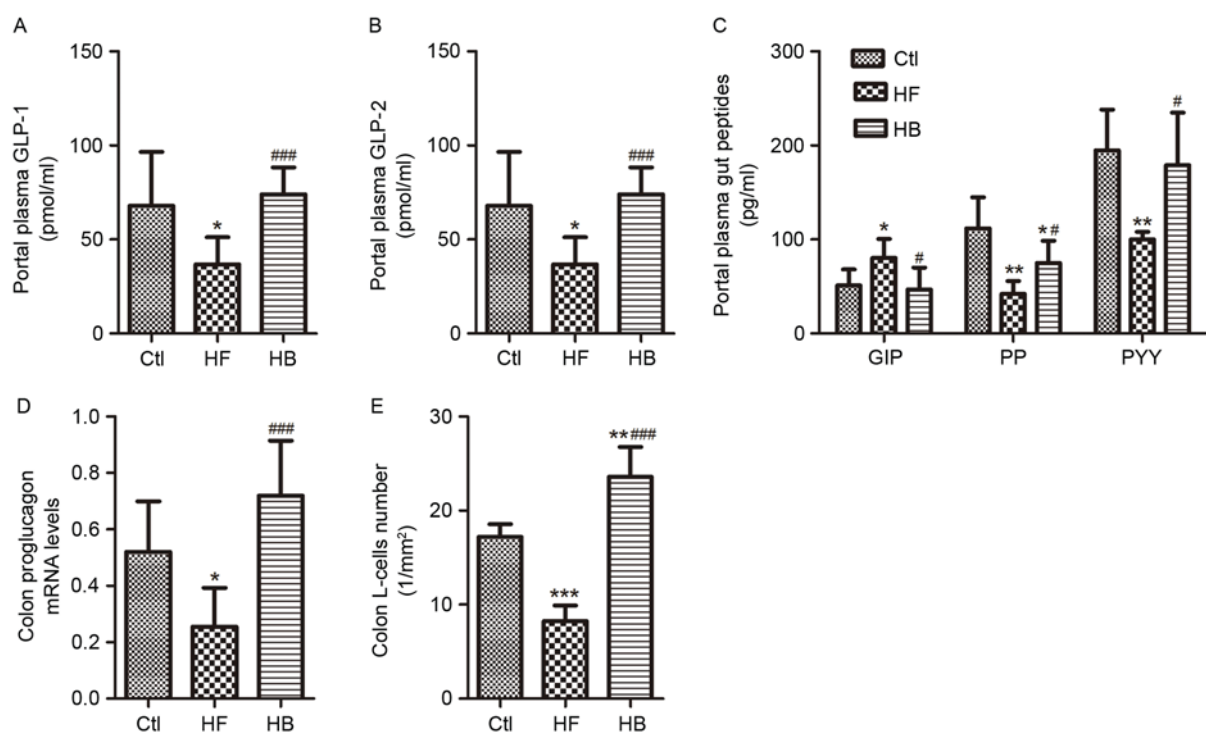 A
Portal plasma GLP-1
(pmol/ml)
150
100
50
0
*
###
Ctl
HF
HB
B
Portal plasma GLP-2
(pmol/ml)
150
100
50
0
*
###
Ctl
HF
HB
C
Portal plasma gut peptides
(pg/ml)
300
200
100
0
Ctl
HF
HB
*
#
**
*#
**
#
GIP
PP
PYY
D
Colon proglucagon
mRNA levels
1.0
0.8
0.6
0.4
0.2
0.0
*
###
Ctl
HF
HB
E
Colon L-cells number
(1/mm²)
30
20
10
0
***
**###
Ctl
HF
HB